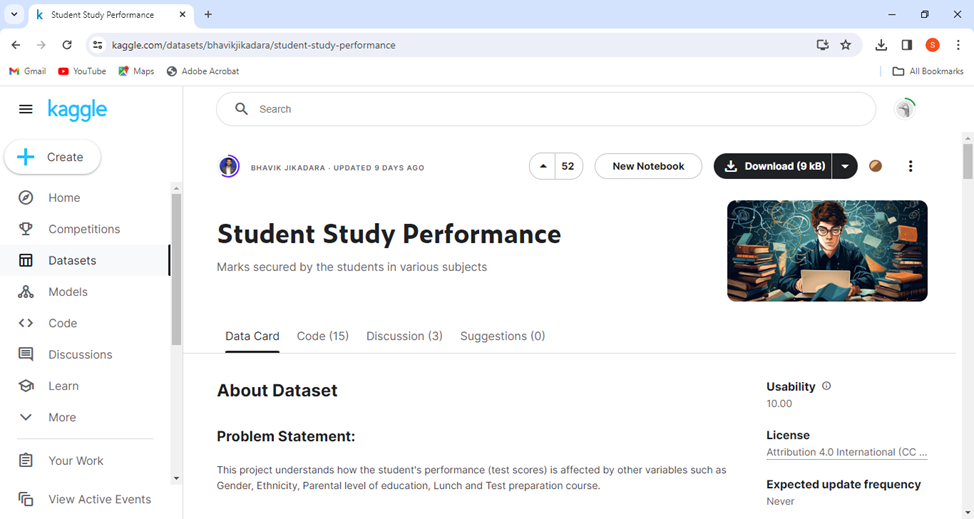 Student Study Performance
kaggle.com/datasets/bhavikjikadara/student-study-performance
S
Gmail YouTube Maps Adobe Acrobat All Bookmarks
kaggle
Search
Create
BHAVIK JIKADARA · UPDATED 9 DAYS AGO
52
New Notebook
Download (9 kB)
Home
Competitions
Datasets
Models
Code
Discussions
Learn
More
Your Work
View Active Events
Student Study Performance
Marks secured by the students in various subjects
Data Card Code (15) Discussion (3) Suggestions (0)
About Dataset
Problem Statement:
This project understands how the student's performance (test scores) is affected by other variables such as
Gender, Ethnicity, Parental level of education, Lunch and Test preparation course.
Usability
10.00
License
Attribution 4.0 International (CC ...
Expected update frequency
Never